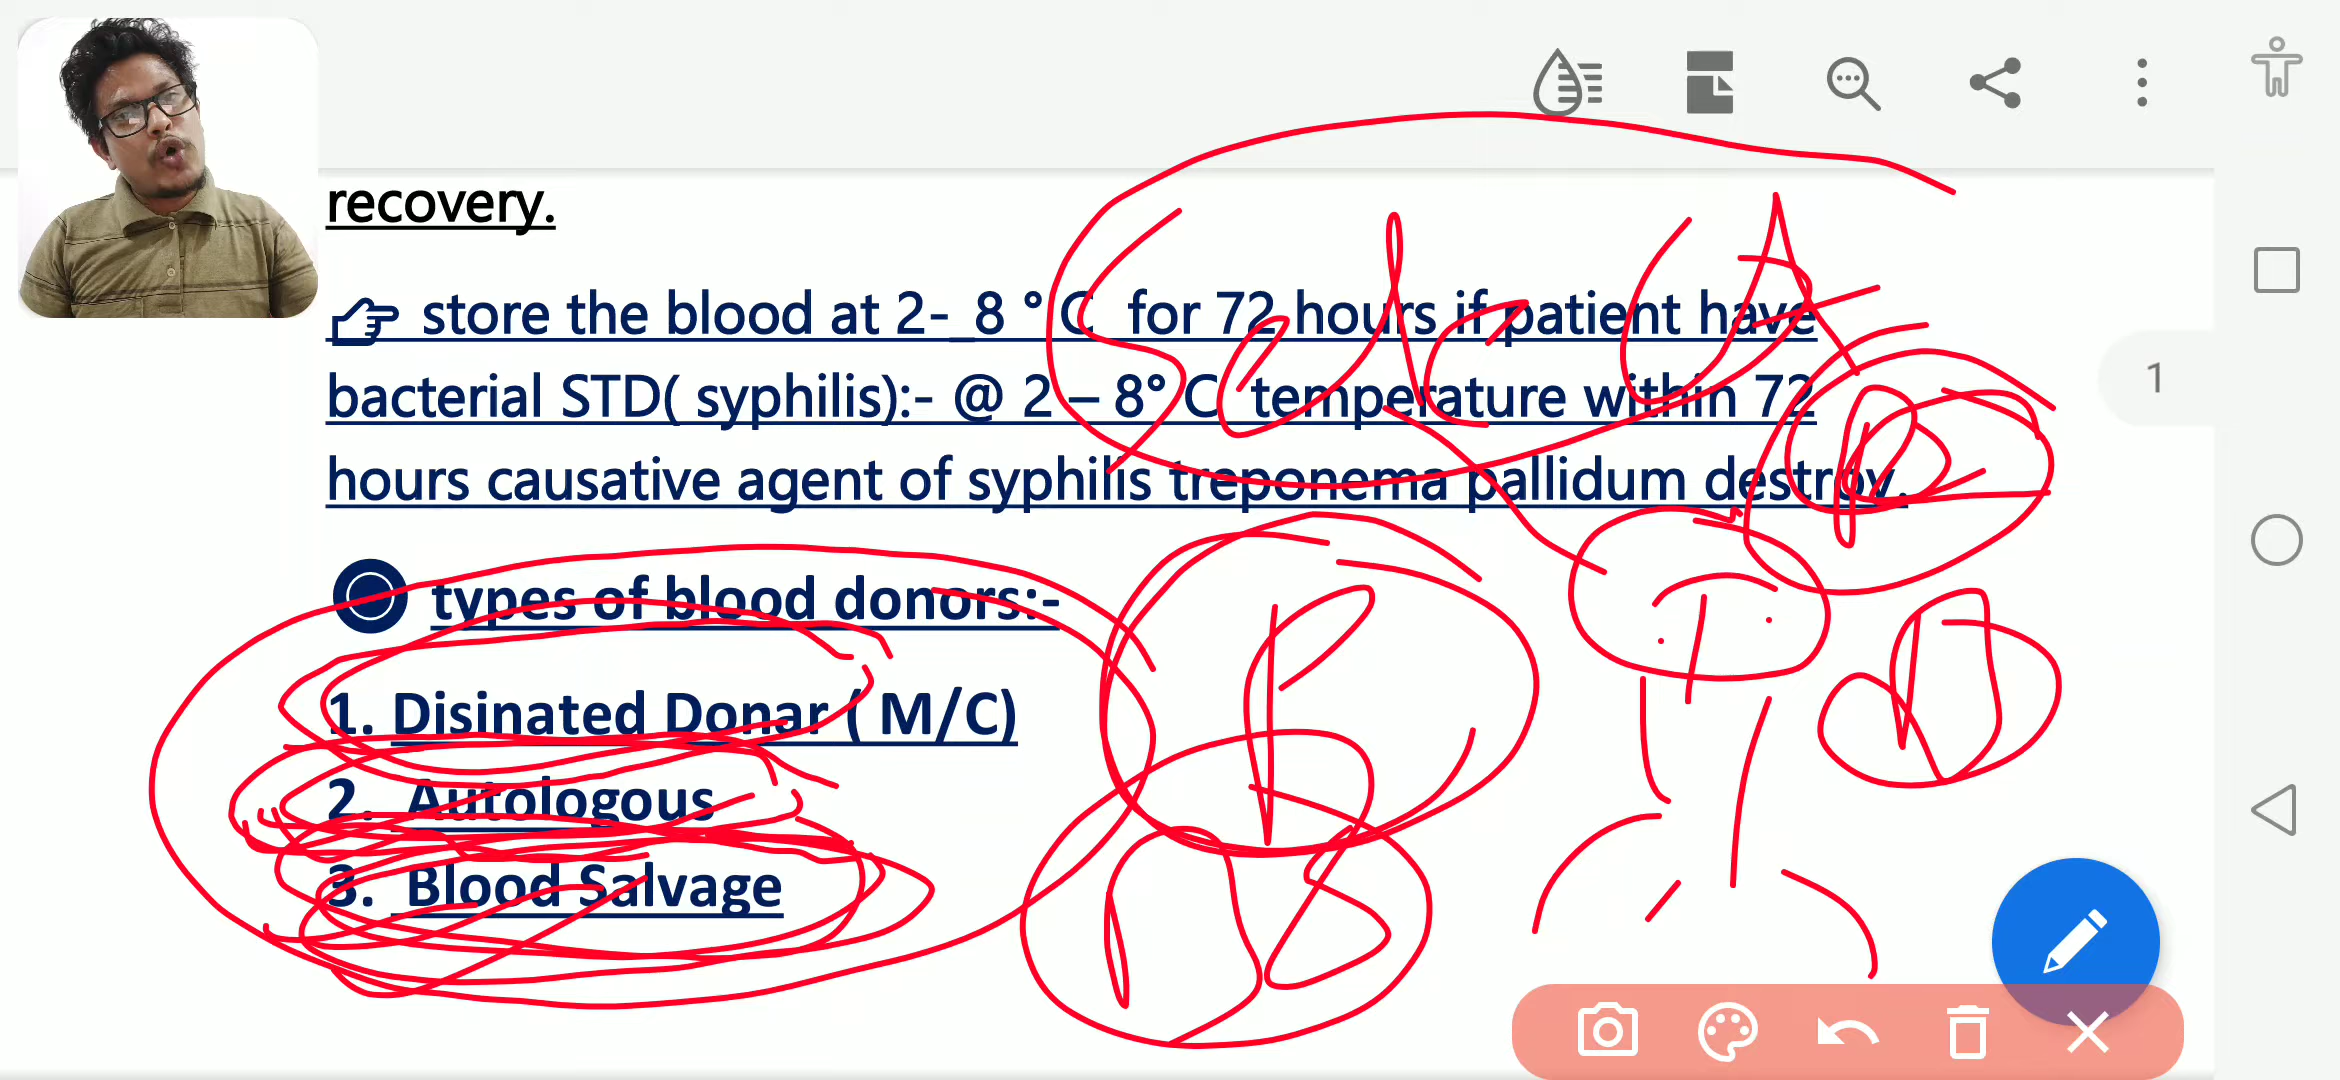 recovery.
store the blood at 2-_8 ° C for 72 hours if patient have
bacterial STD( syphilis):- @ 2 – 8° C temperature within 72
hours causative agent of syphilis treponema pallidum destroy.
types of blood donors:-
1. Disinated Donar ( M/C)
2. Autologous
3. Blood Salvage
1